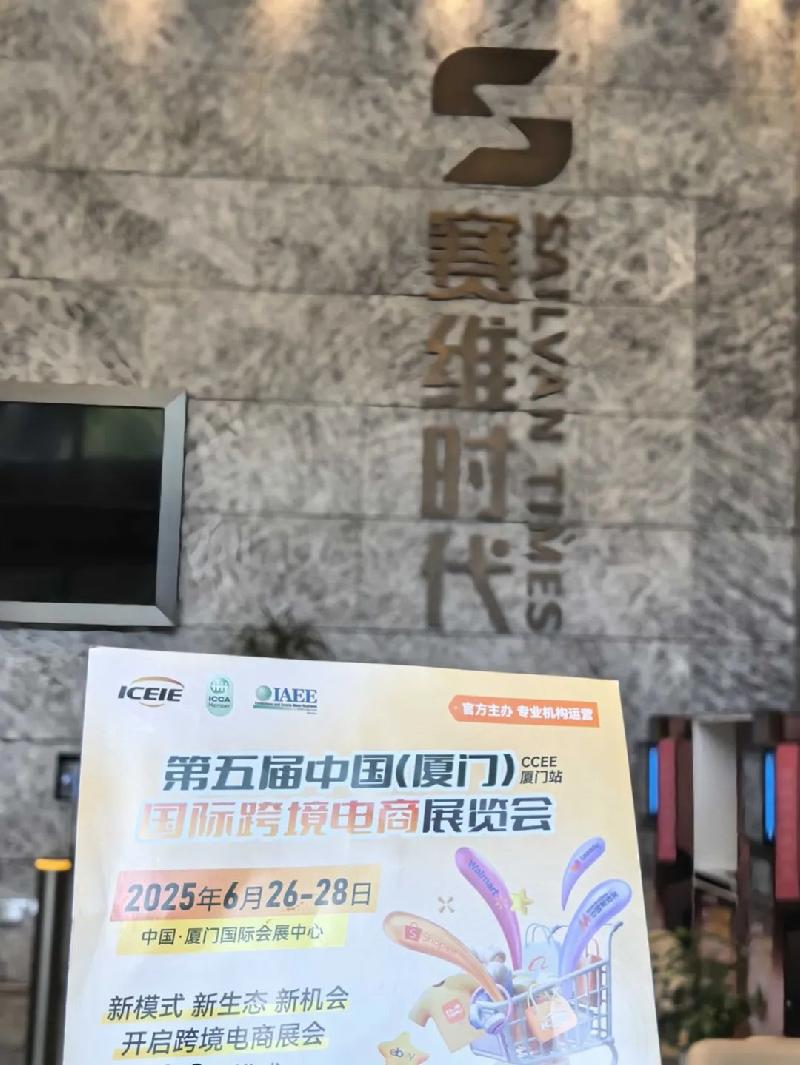 赛维时代
SAILVAN TIMES
ICEIE
ICCA
Member
IAEE
官方主办 专业机构运营
第五届中国(厦门)
CCEE
厦门站
国际跨境电商展览会
2025年6月26-28日
中国·厦门国际会展中心
Walmart
Shopee
新模式 新生态 新机会
开启跨境电商展会
ebay